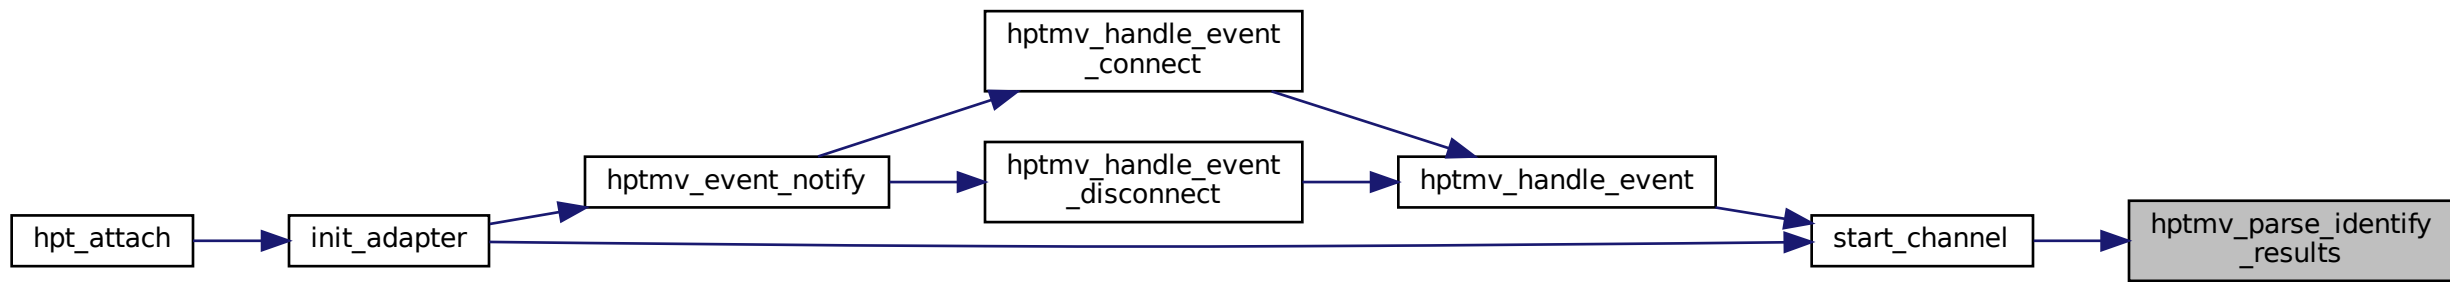 hpt_attach
init_adapter
hptmv_event_notify
hptmv_handle_event
_connect
hptmv_handle_event
_disconnect
hptmv_handle_event
start_channel
hptmv_parse_identify
_results